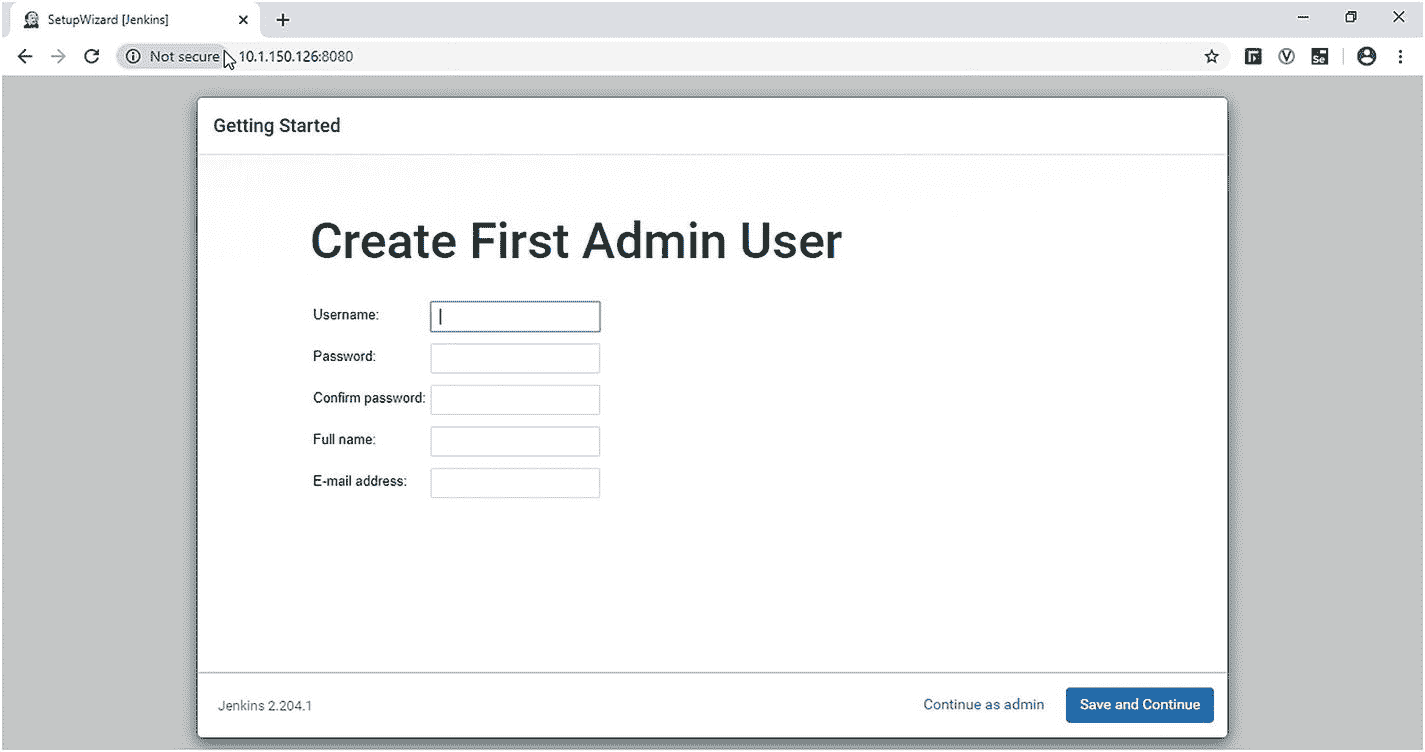 SetupWizard [Jenkins]
Not secure 10.1.150.126:8080
Se
Getting Started
Create First Admin User
Username:
Password:
Confirm password:
Full name:
E-mail address:
Jenkins 2.204.1
Continue as admin
Save and Continue